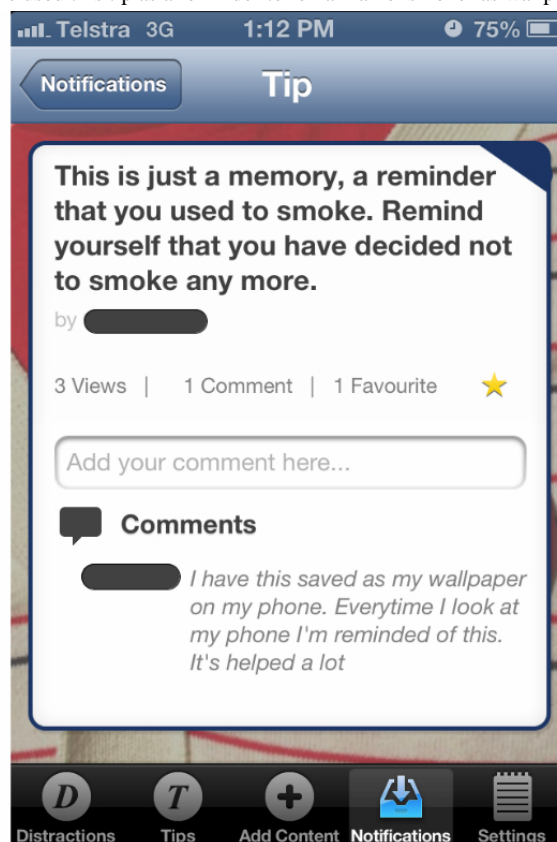 Telstra 3G 1:12 PM 75%
Notifications Tip
This is just a memory, a reminder
that you used to smoke. Remind
yourself that you have decided not
to smoke any more.
by
3 Views | 1 Comment | 1 Favourite
Add your comment here...
Comments
I have this saved as my wallpaper
on my phone. Everytime I look at
my phone I'm reminded of this.
It's helped a lot
D T
Distractions Tips Add Content Notifications Settings